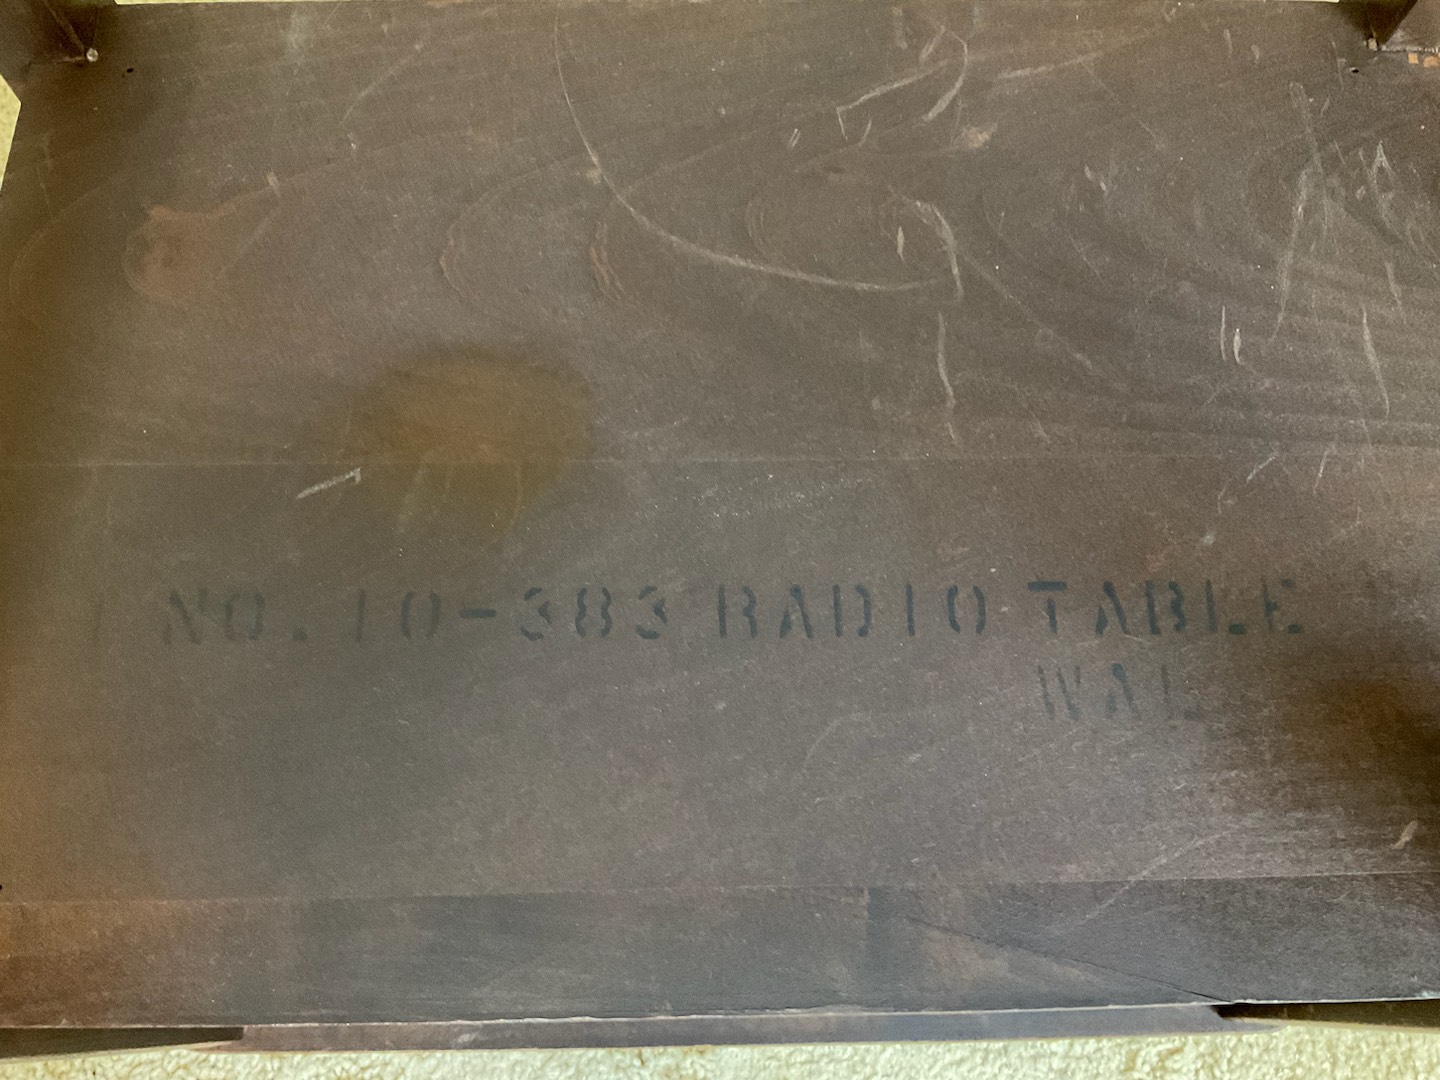 NO. 10-383 RADIO TABLE
WAL